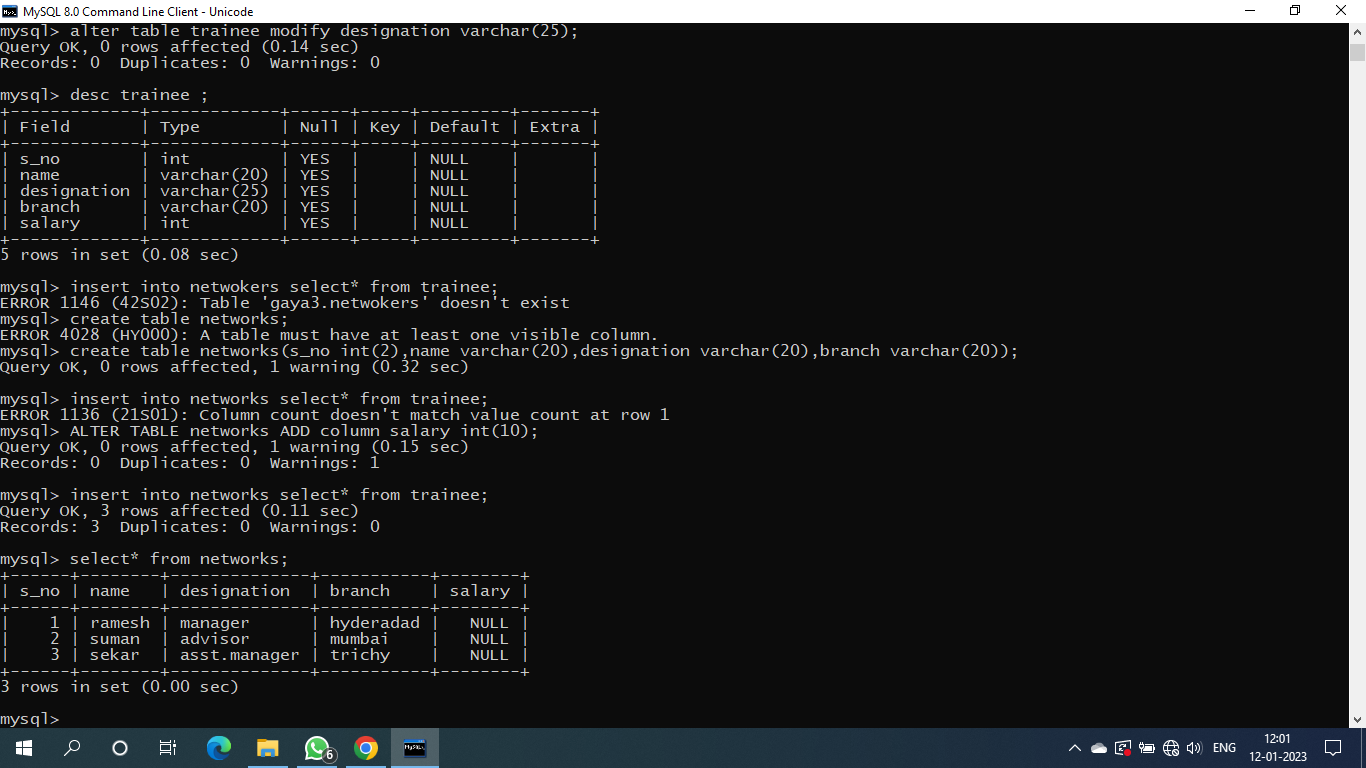 MySQL 8.0 Command Line Client - Unicode
mysql> alter table trainee modify designation varchar(25);
Query OK, 0 rows affected (0.14 sec)
Records: 0  Duplicates: 0  Warnings: 0
mysql> desc trainee ;
+-------------+-------------+------+-----+---------+-------+
| Field       | Type        | Null | Key | Default | Extra |
+-------------+-------------+------+-----+---------+-------+
| s_no        | int         | YES  |     | NULL    |       |
| name        | varchar(20) | YES  |     | NULL    |       |
| designation | varchar(25) | YES  |     | NULL    |       |
| branch      | varchar(20) | YES  |     | NULL    |       |
| salary      | int         | YES  |     | NULL    |       |
+-------------+-------------+------+-----+---------+-------+
5 rows in set (0.08 sec)
mysql> insert into netwokers select* from trainee;
ERROR 1146 (42S02): Table 'gaya3.netwokers' doesn't exist
mysql> create table networks;
ERROR 4028 (HY000): A table must have at least one visible column.
mysql> create table networks(s_no int(2),name varchar(20),designation varchar(20),branch varchar(20));
Query OK, 0 rows affected, 1 warning (0.32 sec)
mysql> insert into networks select* from trainee;
ERROR 1136 (21S01): Column count doesn't match value count at row 1
mysql> ALTER TABLE networks ADD column salary int(10);
Query OK, 0 rows affected, 1 warning (0.15 sec)
Records: 0  Duplicates: 0  Warnings: 1
mysql> insert into networks select* from trainee;
Query OK, 3 rows affected (0.11 sec)
Records: 3  Duplicates: 0  Warnings: 0
mysql> select* from networks;
+------+--------+--------------+-----------+--------+
| s_no | name   | designation  | branch    | salary |
+------+--------+--------------+-----------+--------+
|    1 | ramesh | manager      | hyderadad |   NULL |
|    2 | suman  | advisor      | mumbai    |   NULL |
|    3 | sekar  | asst.manager | trichy    |   NULL |
+------+--------+--------------+-----------+--------+
3 rows in set (0.00 sec)
mysql>
6
ENG
12:01
12-01-2023